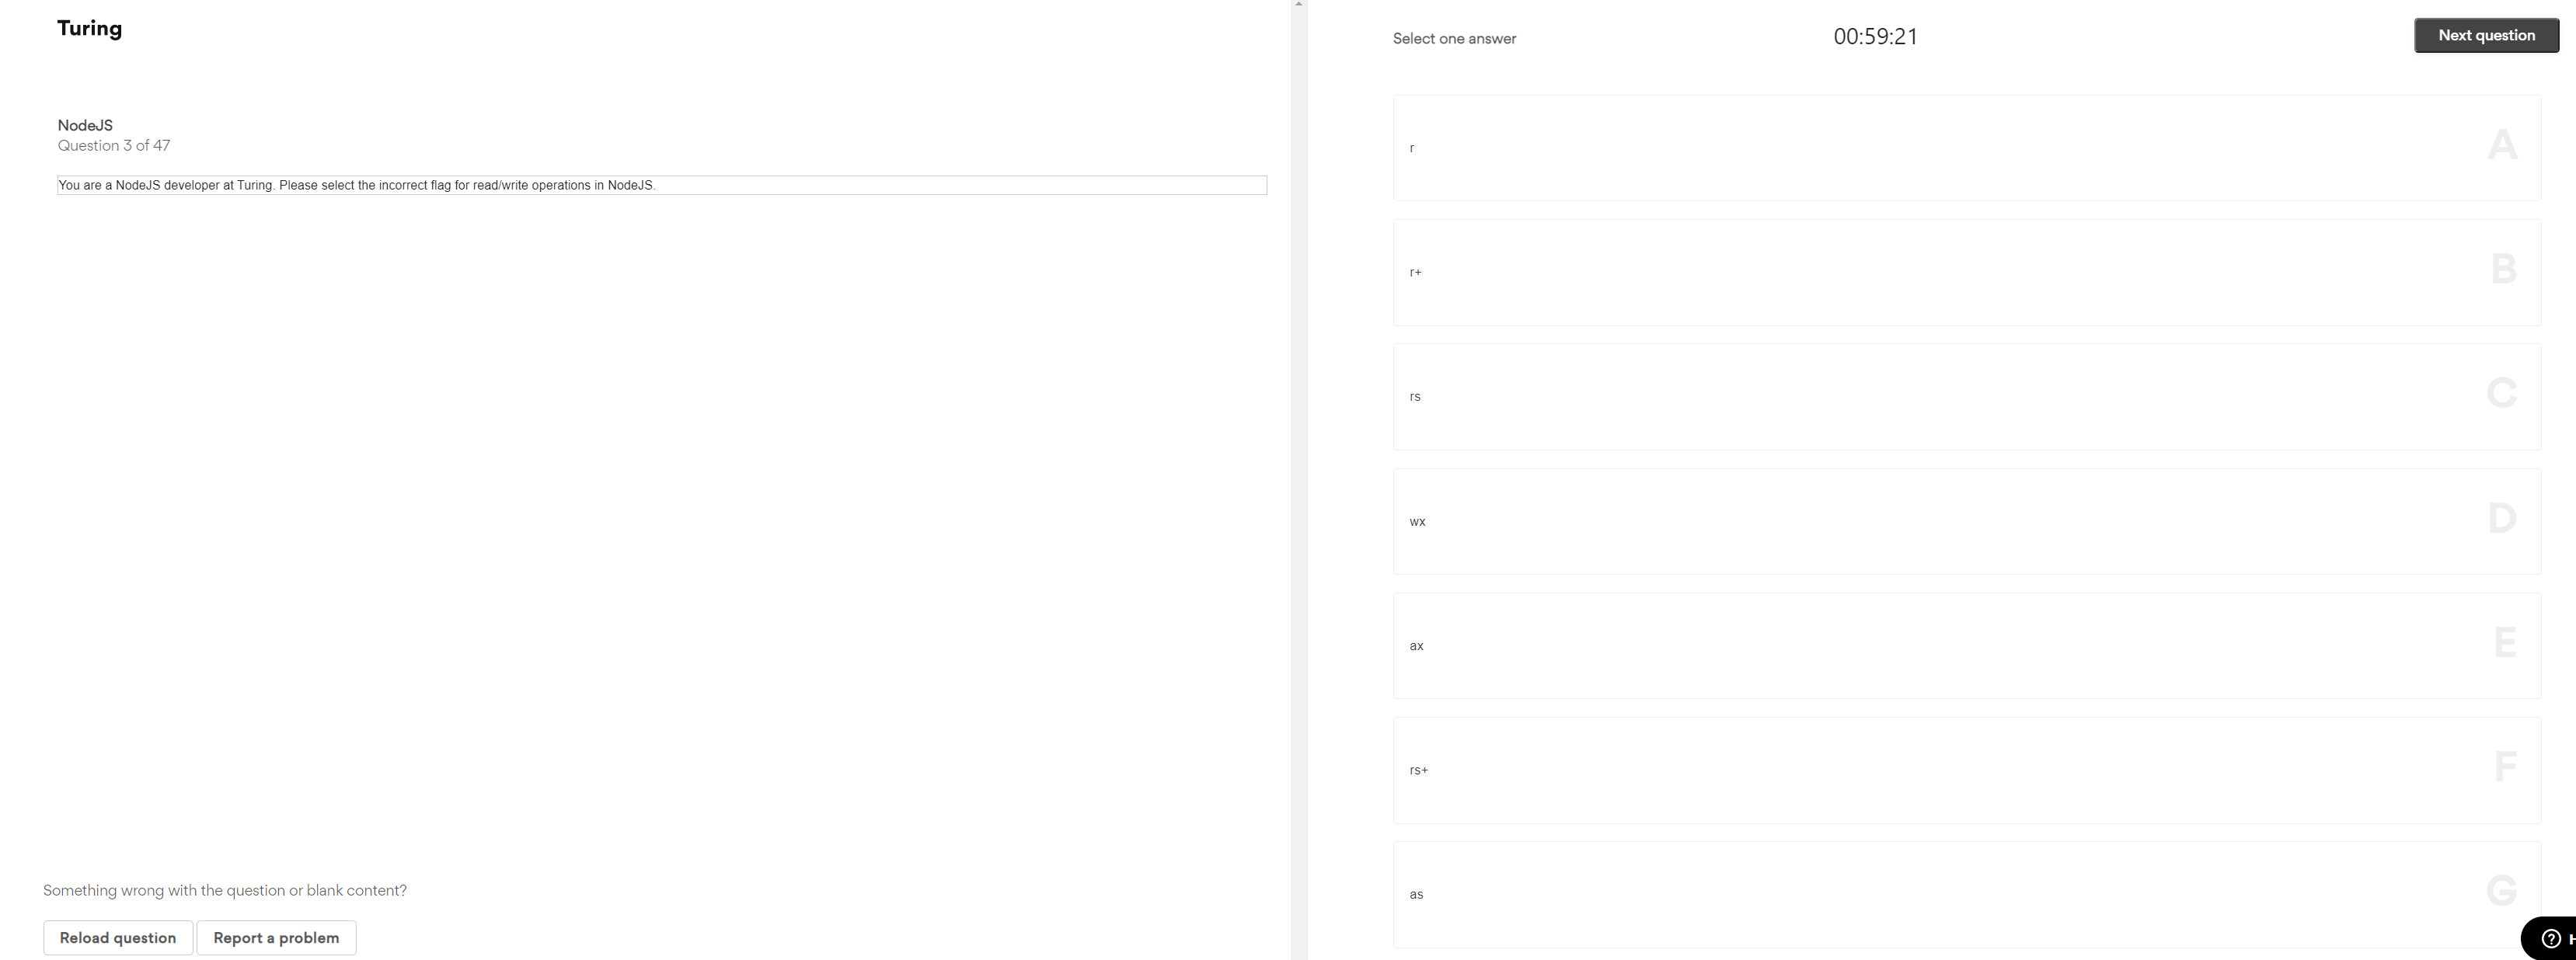 Turing
Select one answer
00:59:21
Next question
NodeJS
Question 3 of 47
You are a NodeJS developer at Turing. Please select the incorrect flag for read/write operations in NodeJS.
r
A
r+
B
rs
C
wx
D
ax
E
rs+
F
as
G
Something wrong with the question or blank content?
Reload question
Report a problem
H